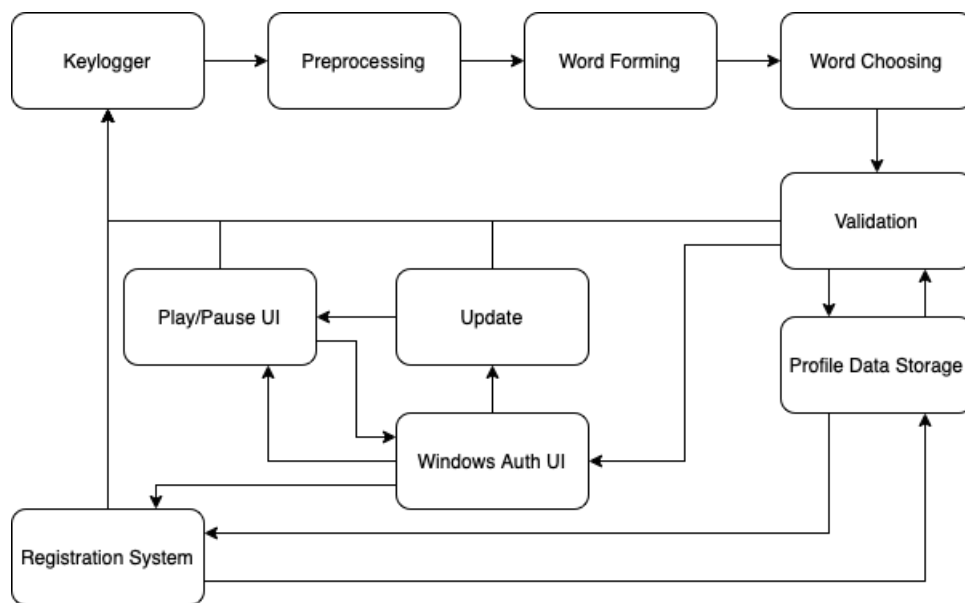 Keylogger
Preprocessing
Word Forming
Word Choosing
Validation
Play/Pause UI
Update
Profile Data Storage
Windows Auth UI
Registration System